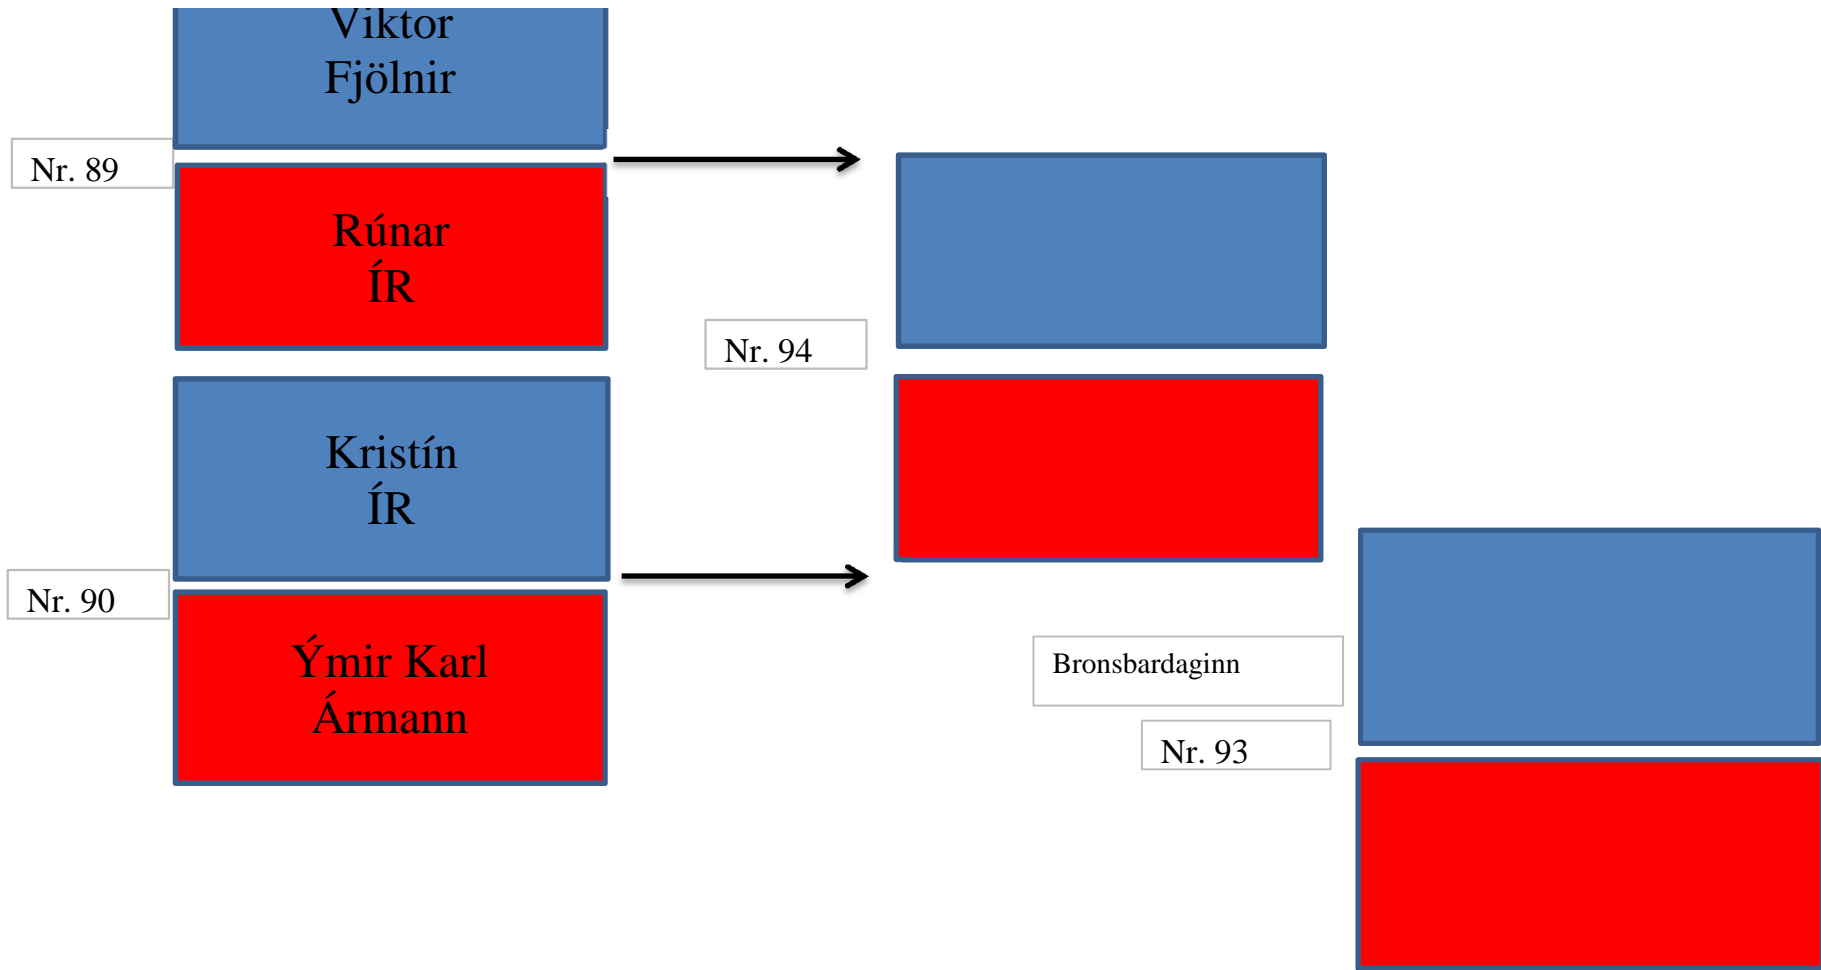 Viktor
Fjölnir
Nr. 89
Rúnar
ÍR
Nr. 94
Kristín
ÍR
Nr. 90
Ýmir Karl
Ármann
Bronsbardaginn
Nr. 93